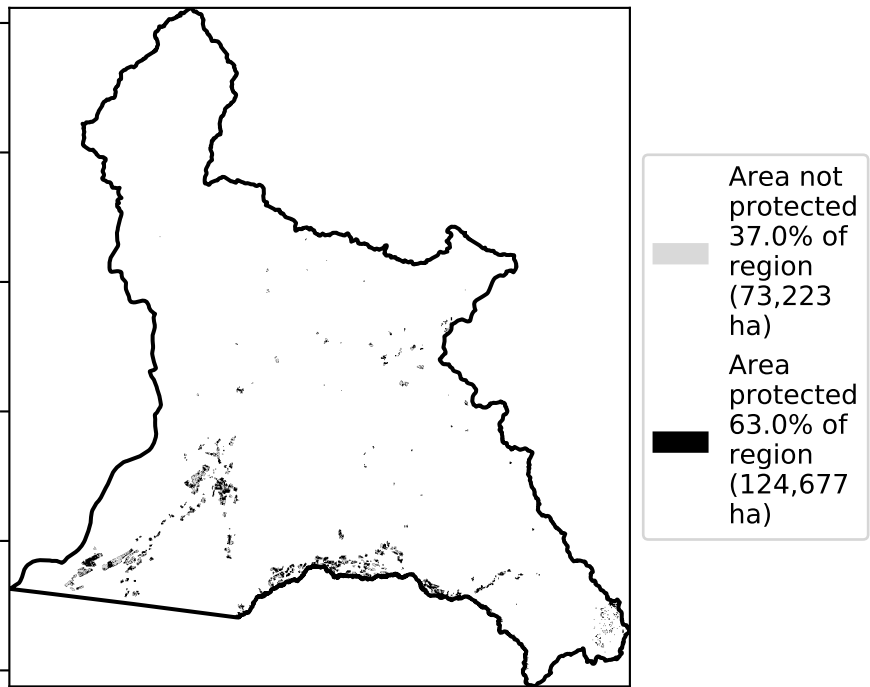 Area not
protected
37.0% of
region
(73,223
ha)
Area
protected
63.0% of
region
(124,677
ha)